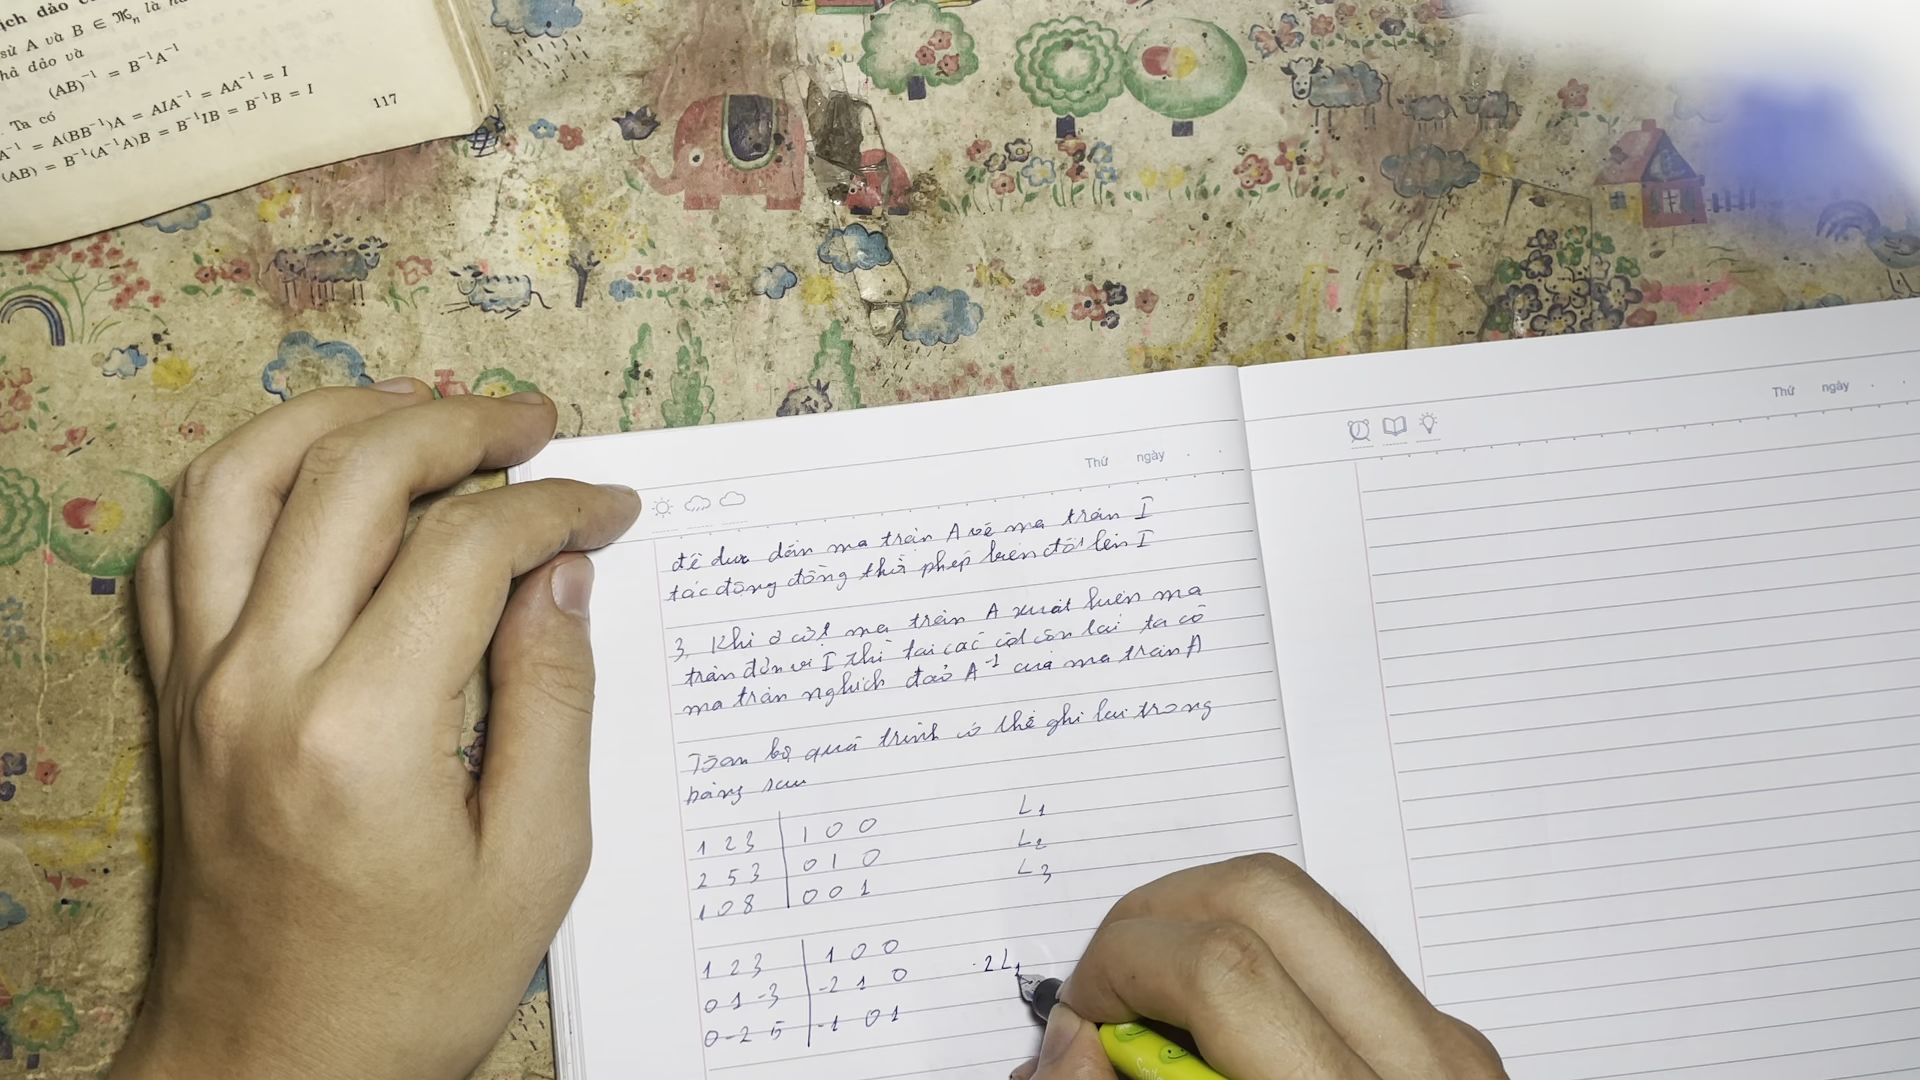 ịch đảo c
sử A và B ∈ 𝓜n là
hả đảo và
(AB)⁻¹ = B⁻¹A⁻¹
. Ta có
A⁻¹ = A(BB⁻¹)A = AIA⁻¹ = AA⁻¹ = I
(AB) = B⁻¹(A⁻¹A)B = B⁻¹IB = B⁻¹B = I
117
Thứ ngày
để đưa dần ma trận A về ma trận I
tác động đồng thời phép biến đổi lên I
3. Khi ở cột ma trận A xuất hiện ma
trận đơn vị I thì tại các cột còn lại ta có
ma trận nghịch đảo A⁻¹ của ma trận A
Toàn bộ quá trình có thể ghi lại trong
bảng sau
1 2 3 | 1 0 0 L₁
2 5 3 | 0 1 0 L₂
1 0 8 | 0 0 1 L₃
1 2 3 | 1 0 0
0 1 -3 | -2 1 0 -2L₁
0 -2 5 | -1 0 1
Thứ ngày